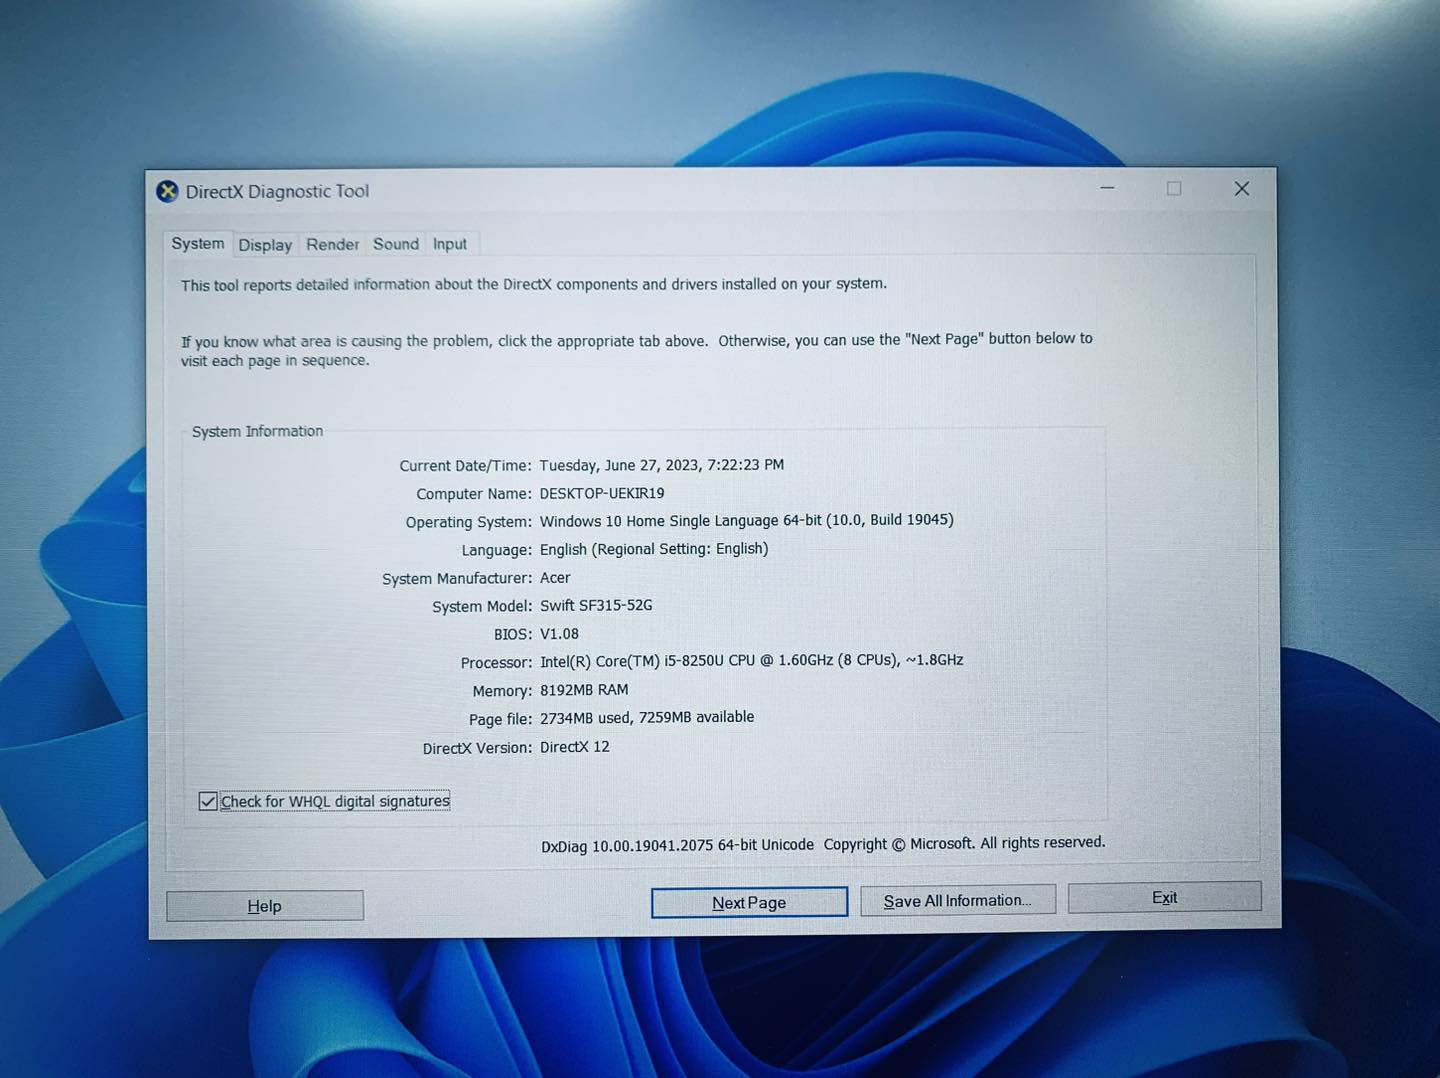 DirectX Diagnostic Tool
System Display Render Sound Input
This tool reports detailed information about the DirectX components and drivers installed on your system.
If you know what area is causing the problem, click the appropriate tab above. Otherwise, you can use the "Next Page" button below to
visit each page in sequence.
System Information
Current Date/Time: Tuesday, June 27, 2023, 7:22:23 PM
Computer Name: DESKTOP-UEKIR19
Operating System: Windows 10 Home Single Language 64-bit (10.0, Build 19045)
Language: English (Regional Setting: English)
System Manufacturer: Acer
System Model: Swift SF315-52G
BIOS: V1.08
Processor: Intel(R) Core(TM) i5-8250U CPU @ 1.60GHz (8 CPUs), ~1.8GHz
Memory: 8192MB RAM
Page file: 2734MB used, 7259MB available
DirectX Version: DirectX 12
Check for WHQL digital signatures
DxDiag 10.00.19041.2075 64-bit Unicode Copyright © Microsoft. All rights reserved.
Help Next Page Save All Information... Exit